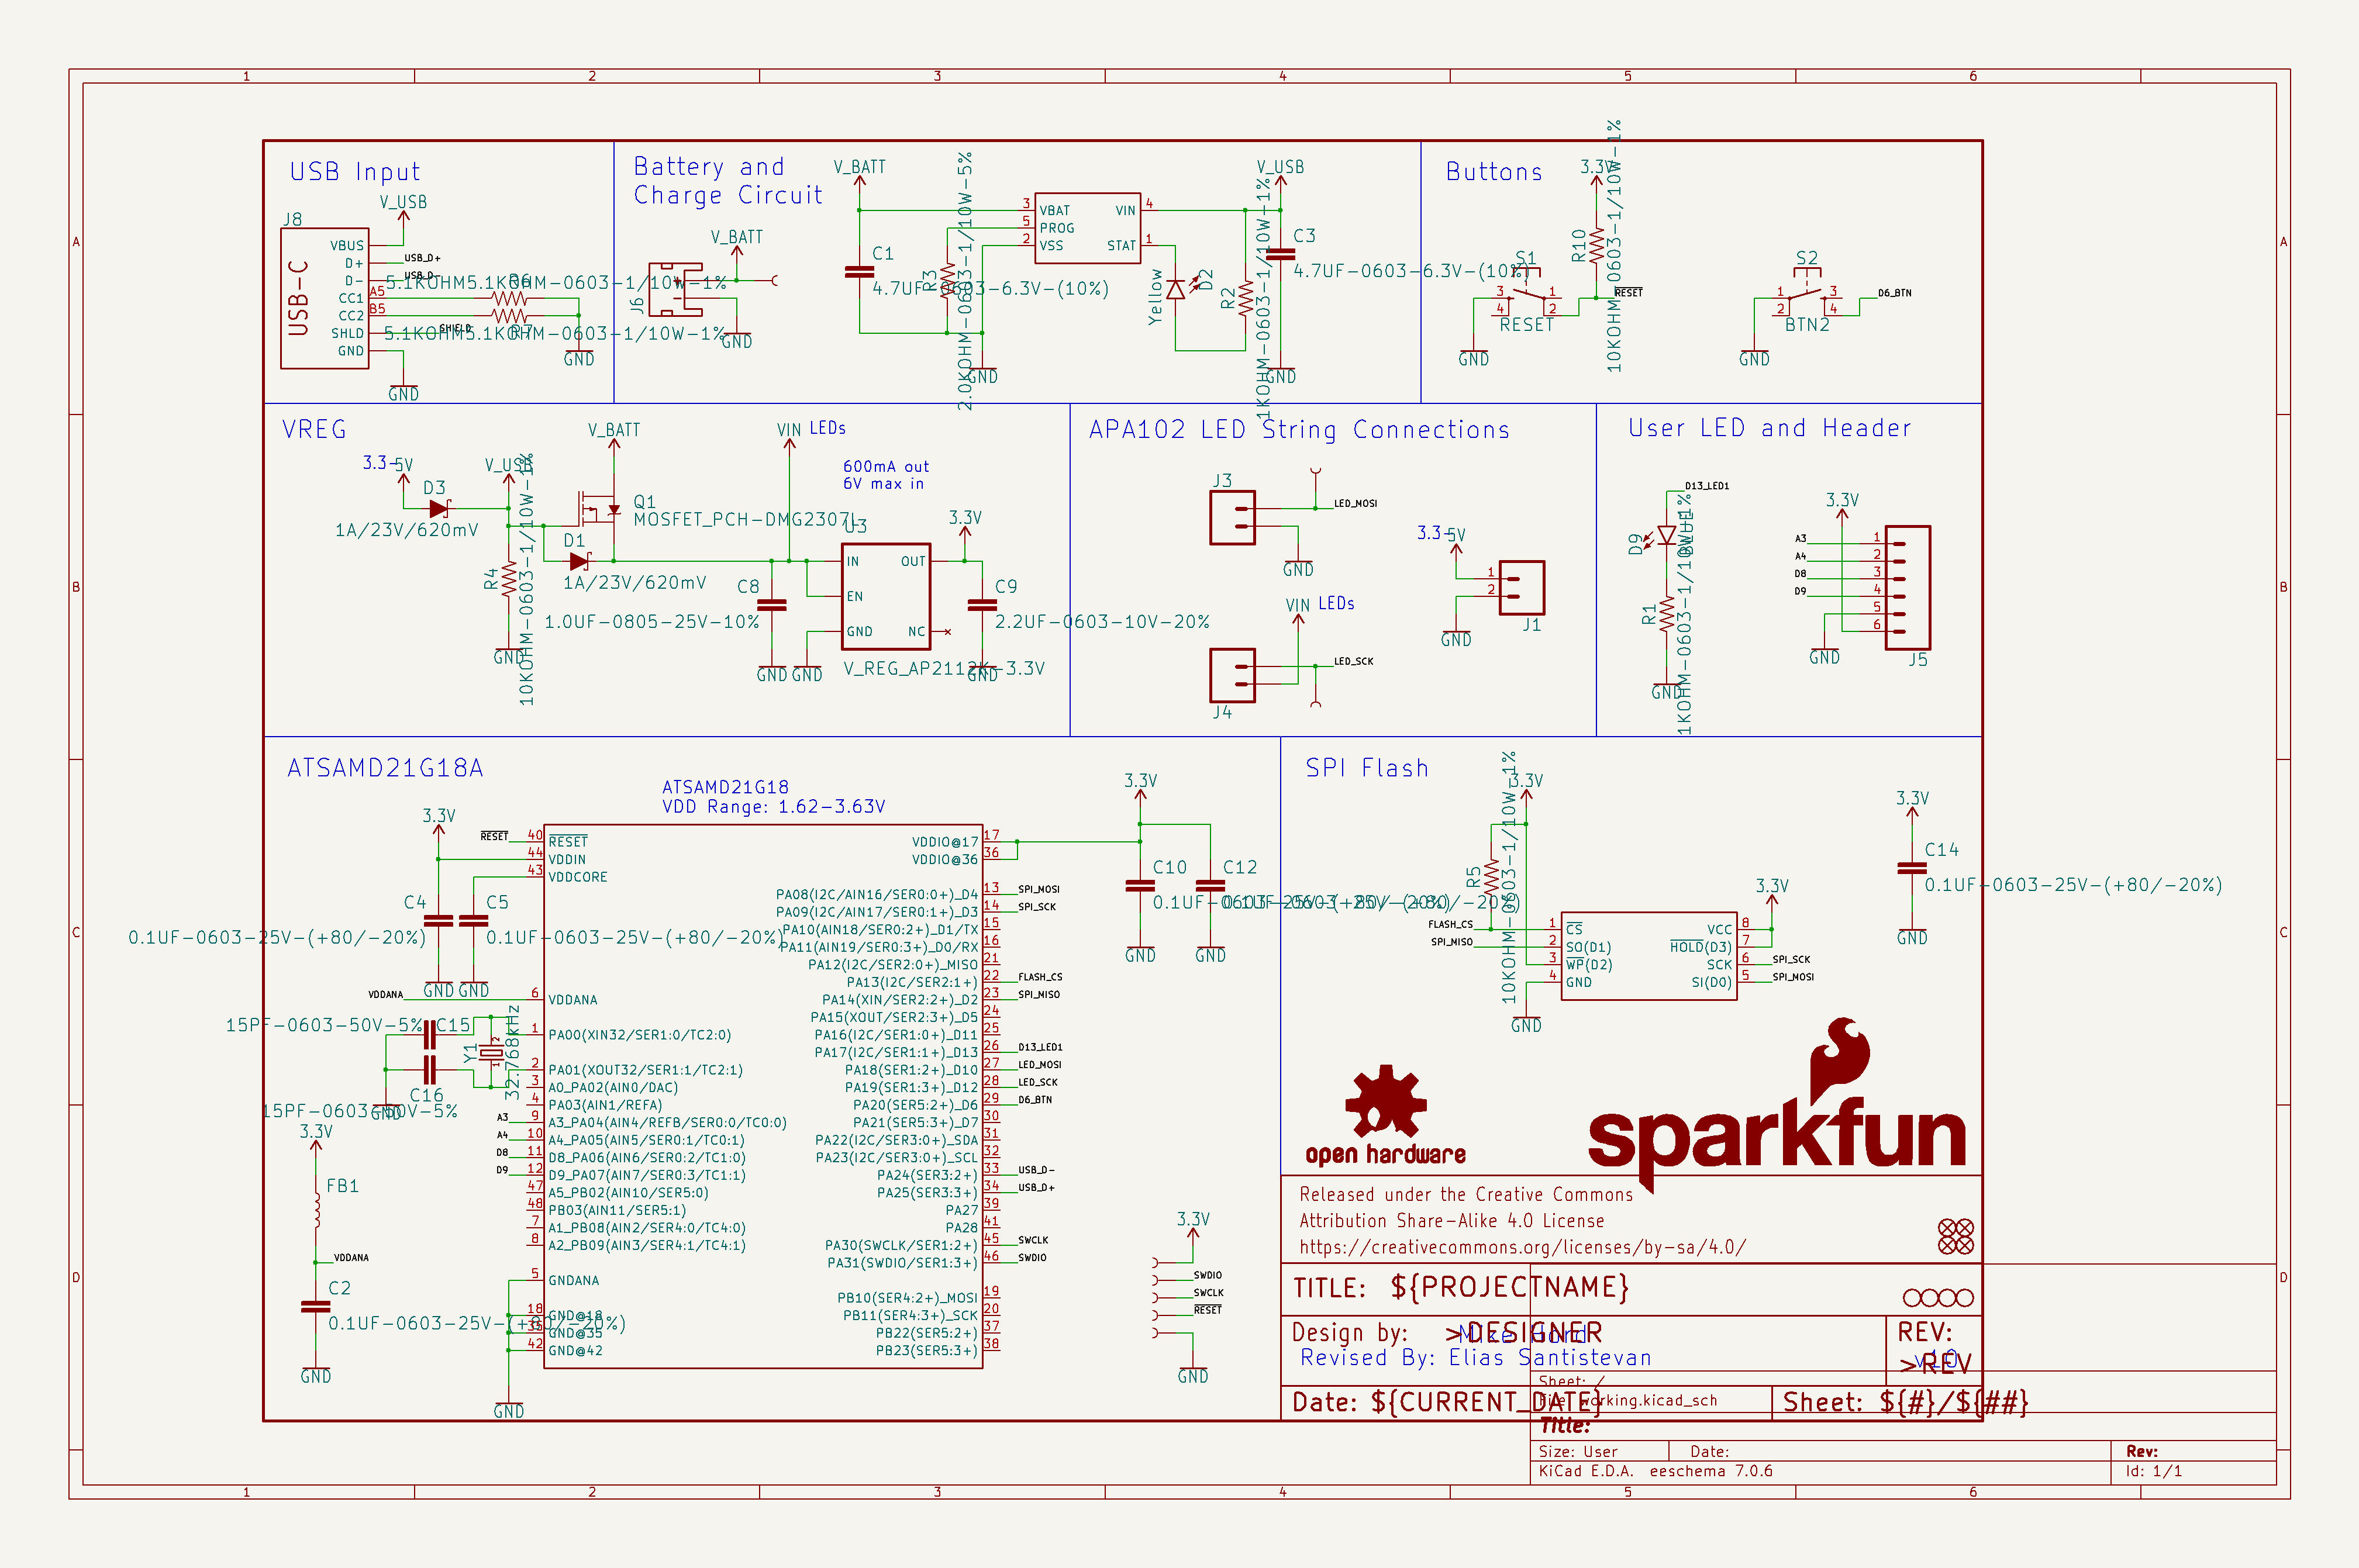 1 2 3 4 5 6
A
B
C
D
USB Input
J8
V_USB
USB-C
VBUS
D+
D-
A5 CC1
B5 CC2
SHLD
GND
USB_D+
USB_D-
SHIELD
R6
5.1KOHM5.1KOHM-0603-1/10W-1%
R7
5.1KOHM5.1KOHM-0603-1/10W-1%
GND
GND
Battery and
Charge Circuit
J6
+
-
V_BATT
GND
V_BATT
C1
4.7UF-0603-6.3V-(10%)
R3
2.0KOHM-0603-1/10W-5%
3 VBAT
5 PROG
2 VSS
VIN 4
STAT 1
GND
Yellow
D2
R2
1KOHM-0603-1/10W-1%
V_USB
C3
4.7UF-0603-6.3V-(10%)
GND
Buttons
3.3V
R10
10KOHM-0603-1/10W-1%
S1
3 1
4 2
RESET
RESET
GND
S2
1 3
2 4
BTN2
D6_BTN
GND
VREG
3.3-5V
D3
1A/23V/620mV
V_USB
R4
10KOHM-0603-1/10W-1%
GND
V_BATT
Q1
MOSFET_PCH-DMG2307L
D1
1A/23V/620mV
VIN LEDs
600mA out
6V max in
C8
1.0UF-0805-25V-10%
U3
IN OUT
EN
GND NC
V_REG_AP2112K-3.3V
3.3V
C9
2.2UF-0603-10V-20%
GND GND GND
APA102 LED String Connections
J3
LED_MOSI
GND
VIN LEDs
LED_SCK
J4
3.3-5V
1
2
J1
GND
User LED and Header
D13_LED1
D9
BLUE
R1
1KOHM-0603-1/10W-1%
GND
3.3V
A3 1
A4 2
D8 3
D9 4
5
6
GND
J5
ATSAMD21G18A
ATSAMD21G18
VDD Range: 1.62-3.63V
3.3V
C4
0.1UF-0603-25V-(+80/-20%)
C5
0.1UF-0603-25V-(+80/-20%)
GND GND
RESET 40 RESET
44 VDDIN
43 VDDCORE
VDDANA 6 VDDANA
1 PA00(XIN32/SER1:0/TC2:0)
2 PA01(XOUT32/SER1:1/TC2:1)
3 A0_PA02(AIN0/DAC)
4 PA03(AIN1/REFA)
A3 9 A3_PA04(AIN4/REFB/SER0:0/TC0:0)
A4 10 A4_PA05(AIN5/SER0:1/TC0:1)
D8 11 D8_PA06(AIN6/SER0:2/TC1:0)
D9 12 D9_PA07(AIN7/SER0:3/TC1:1)
47 A5_PB02(AIN10/SER5:0)
48 PB03(AIN11/SER5:1)
7 A1_PB08(AIN2/SER4:0/TC4:0)
8 A2_PB09(AIN3/SER4:1/TC4:1)
5 GNDANA
18 GND@18
35 GND@35
42 GND@42
GND
15PF-0603-50V-5% C15
Y1
1 2
32.768kHz
C16
15PF-0603-50V-5%
GND
3.3V
FB1
VDDANA
C2
0.1UF-0603-25V-(+80/-20%)
GND
VDDIO@17 17
VDDIO@36 36
PA08(I2C/AIN16/SER0:0+)_D4 13 SPI_MOSI
PA09(I2C/AIN17/SER0:1+)_D3 14 SPI_SCK
PA10(AIN18/SER0:2+)_D1/TX 15
PA11(AIN19/SER0:3+)_D0/RX 16
PA12(I2C/SER2:0+)_MISO 21
PA13(I2C/SER2:1+) 22 FLASH_CS
PA14(XIN/SER2:2+)_D2 23 SPI_MISO
PA15(XOUT/SER2:3+)_D5 24
PA16(I2C/SER1:0+)_D11 25
PA17(I2C/SER1:1+)_D13 26 D13_LED1
PA18(SER1:2+)_D10 27 LED_MOSI
PA19(SER1:3+)_D12 28 LED_SCK
PA20(SER5:2+)_D6 29 D6_BTN
PA21(SER5:3+)_D7 30
PA22(I2C/SER3:0+)_SDA 31
PA23(I2C/SER3:0+)_SCL 32
PA24(SER3:2+) 33 USB_D-
PA25(SER3:3+) 34 USB_D+
PA27 39
PA28 41
PA30(SWCLK/SER1:2+) 45 SWCLK
PA31(SWDIO/SER1:3+) 46 SWDIO
PB10(SER4:2+)_MOSI 19
PB11(SER4:3+)_SCK 20
PB22(SER5:2+) 37
PB23(SER5:3+) 38
3.3V
C10
0.1UF-0603-25V-(+80/-20%)
C12
0.1UF-0603-25V-(+80/-20%)
GND GND
3.3V
SWDIO
SWCLK
RESET
GND
SPI Flash
3.3V
R5
10KOHM-0603-1/10W-1%
FLASH_CS
SPI_MISO
1 CS
2 SO(D1)
3 WP(D2)
4 GND
VCC 8
HOLD(D3) 7
SCK 6
SI(D0) 5
3.3V
SPI_SCK
SPI_MOSI
GND
3.3V
C14
0.1UF-0603-25V-(+80/-20%)
GND
open hardware
sparkfun
Released under the Creative Commons
Attribution Share-Alike 4.0 License
https://creativecommons.org/licenses/by-sa/4.0/
TITLE: ${PROJECTNAME}
Design by: >DESIGNER
Mike Hord
Revised By: Elias Santistevan
REV:
>REV
v1.0
Date: ${CURRENT_DATE}
Sheet: ${#}/${##}
Sheet: /
File: working.kicad_sch
Title:
Size: User Date: Rev:
KiCad E.D.A. eeschema 7.0.6 Id: 1/1
1 2 3 4 5 6
A
B
C
D